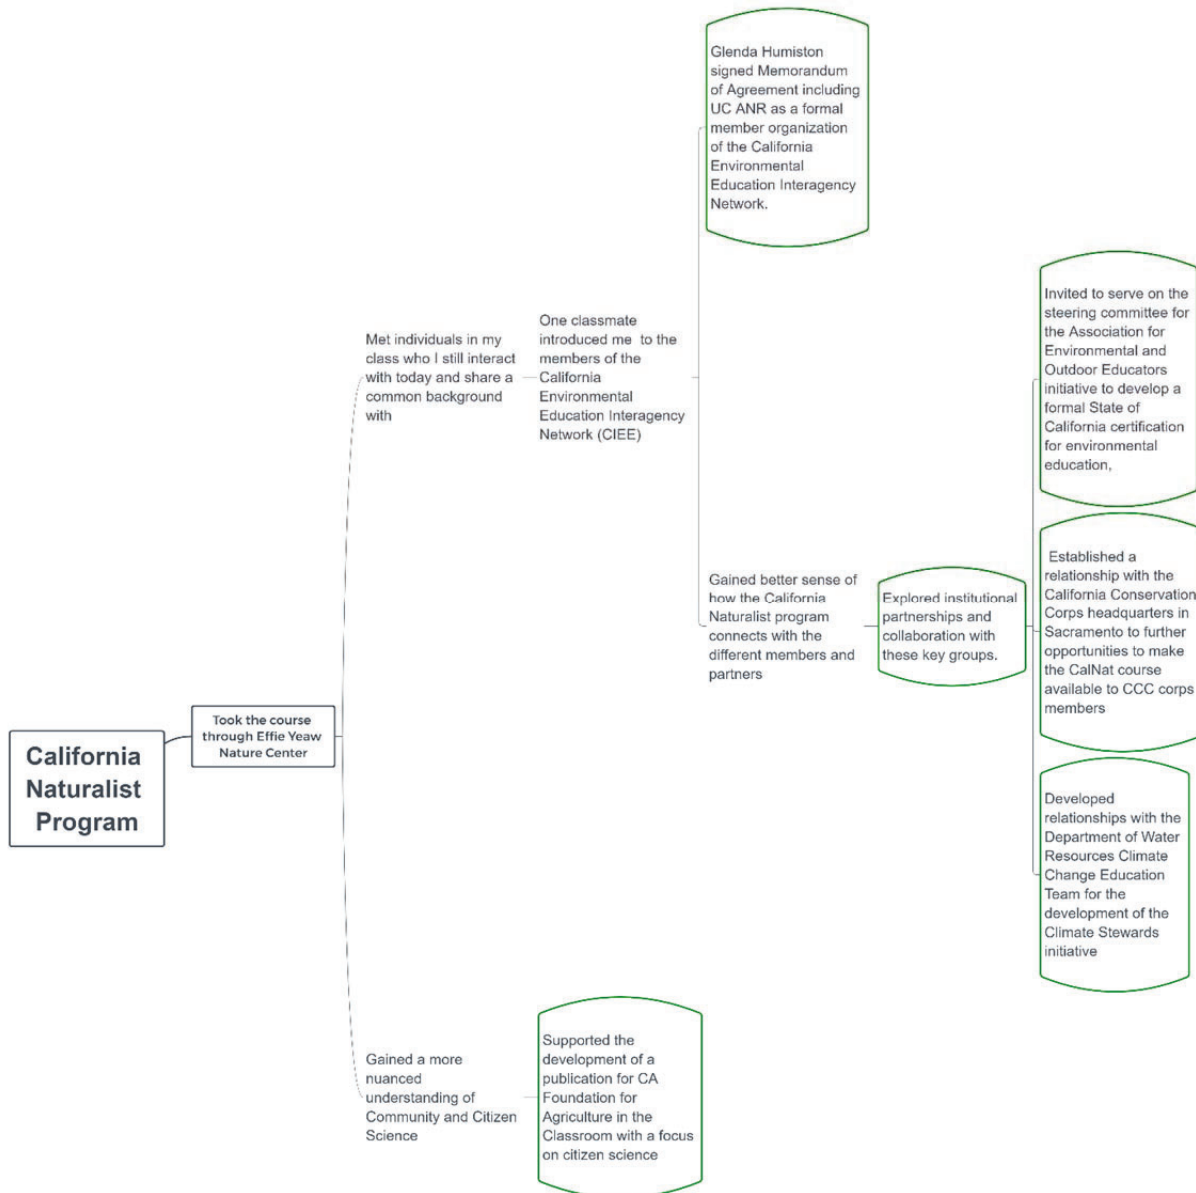 California
Naturalist
Program
Took the course
through Effie Yeaw
Nature Center
Met individuals in my
class who I still interact
with today and share a
common background
with
One classmate
introduced me to the
members of the
California
Environmental
Education Interagency
Network (CIEE)
Glenda Humiston
signed Memorandum
of Agreement including
UC ANR as a formal
member organization
of the California
Environmental
Education Interagency
Network.
Gained better sense of
how the California
Naturalist program
connects with the
different members and
partners
Explored institutional
partnerships and
collaboration with
these key groups.
Invited to serve on the
steering committee for
the Association for
Environmental and
Outdoor Educators
initiative to develop a
formal State of
California certification
for environmental
education,
Established a
relationship with the
California Conservation
Corps headquarters in
Sacramento to further
opportunities to make
the CalNat course
available to CCC corps
members
Developed
relationships with the
Department of Water
Resources Climate
Change Education
Team for the
development of the
Climate Stewards
initiative
Gained a more
nuanced
understanding of
Community and Citizen
Science
Supported the
development of a
publication for CA
Foundation for
Agriculture in the
Classroom with a focus
on citizen science